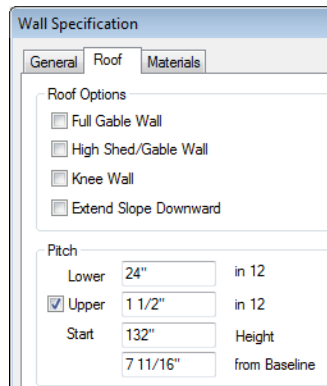 Wall Specification
General Roof Materials
Roof Options
Full Gable Wall
High Shed/Gable Wall
Knee Wall
Extend Slope Downward
Pitch
Lower 24" in 12
Upper 1 1/2" in 12
Start 132" Height
7 11/16" from Baseline